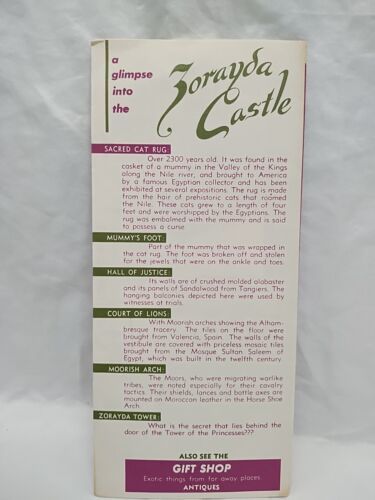 a
glimpse
into
the
Zorayda
Castle
SACRED CAT RUG:
Over 2300 years old. It was found in the
casket of a mummy in the Valley of the Kings
along the Nile river, and brought to America
by a famous Egyptian collector and has been
exhibited at several expositions. The rug is made
from the hair of prehistoric cats that roamed
the Nile. These cats grew to a length of four
feet and were worshipped by the Egyptians. The
rug was embalmed with the mummy and is said
to possess a curse
MUMMY'S FOOT:
Part of the mummy that was wrapped in
the cat rug. The foot was broken off and stolen
for the jewels that were on the ankle and toes.
HALL OF JUSTICE:
Its walls are of crushed molded alabaster
and its panels of Sandalwood from Tangiers. The
hanging balconies depicted here were used by
witnesses at trials.
COURT OF LIONS:
With Moorish arches showing the Alham-
bresque tracery. The tiles on the floor were
brought from Valencia, Spain. The walls of the
vestibule are covered with priceless mosaic tiles
brought from the Mosque Sultan Saleem of
Egypt, which was built in the twelfth century.
MOORISH ARCH:
The Moors, who were migrating warlike
tribes, were noted especially for their cavalry
tactics. Their shields, lances and battle axes are
mounted on Moroccan leather in the Horse Shoe
Arch.
ZORAYDA TOWER:
What is the secret that lies behind the
door of the Tower of the Princesses???
ALSO SEE THE
GIFT SHOP
Exotic things from far away places
ANTIQUES